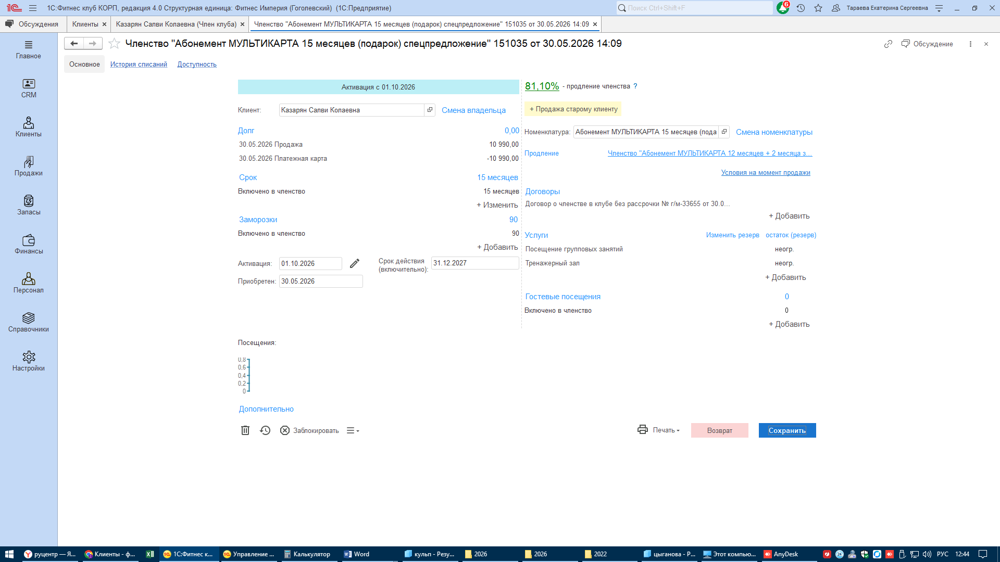 1С:Фитнес клуб КОРП, редакция 4.0 Структурная единица: Фитнес Империя (Гоголевский) (1С:Предприятие)
Поиск Ctrl+Shift+F
6
Тараева Екатерина Сергеевна
Обсуждения
Клиенты
Казарян Салви Колаевна (Член клуба)
Членство "Абонемент МУЛЬТИКАРТА 15 месяцев (подарок) спецпредложение" 151035 от 30.05.2026 14:09
Членство "Абонемент МУЛЬТИКАРТА 15 месяцев (подарок) спецпредложение" 151035 от 30.05.2026 14:09
Обсуждение
Основное
История списаний
Доступность
Главное
CRM
Клиенты
Продажи
Запасы
Финансы
Персонал
Справочники
Настройки
Активация с 01.10.2026
Клиент:
Казарян Салви Колаевна
Смена владельца
Долг 0,00
30.05.2026 Продажа 10 990,00
30.05.2026 Платежная карта -10 990,00
Срок 15 месяцев
Включено в членство 15 месяцев
+ Изменить
Заморозки 90
Включено в членство 90
+ Добавить
Активация: 01.10.2026
Срок действия (включительно): 31.12.2027
Приобретен: 30.05.2026
81,10% - продление членства ?
+ Продажа старому клиенту
Номенклатура: Абонемент МУЛЬТИКАРТА 15 месяцев (пода
Смена номенклатуры
Продление
Членство "Абонемент МУЛЬТИКАРТА 12 месяцев + 2 месяца з...
Условия на момент продажи
Договоры
Договор о членстве в клубе без рассрочки № г/м-33655 от 30.0...
+ Добавить
Услуги Изменить резерв остаток (резерв)
Посещение групповых занятий неогр.
Тренажерный зал неогр.
+ Добавить
Гостевые посещения 0
Включено в членство 0
+ Добавить
Посещения:
0,8
0,6
0,4
0,2
0
Дополнительно
Заблокировать
Печать
Возврат
Сохранить
руцентр — Я...
Клиенты - ф...
1С:Фитнес к...
Управление ...
Калькулятор
Word
кульп - Резу...
2026
2026
2022
цыганова - Р...
Этот компью...
AnyDesk
24
РУС
12:44